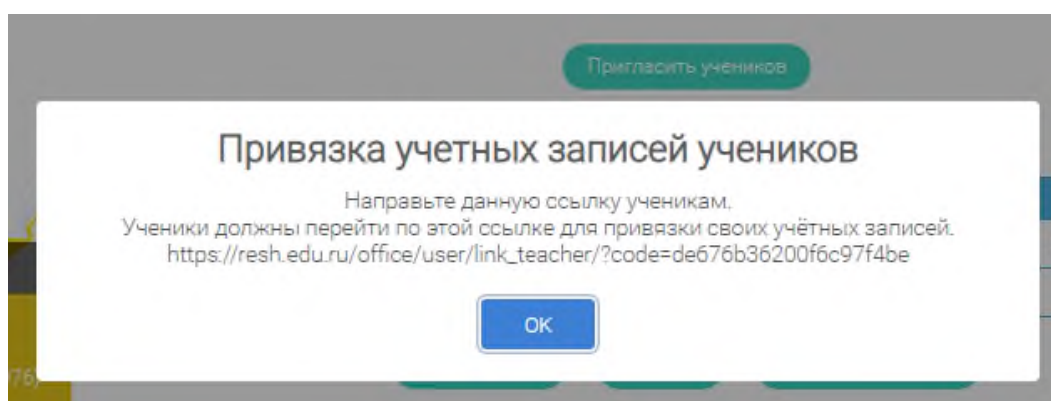 Пригласить учеников
Привязка учетных записей учеников
Направьте данную ссылку ученикам.
Ученики должны перейти по этой ссылке для привязки своих учётных записей.
https://resh.edu.ru/office/user/link_teacher/?code=de676b36200f6c97f4be
OK
76)